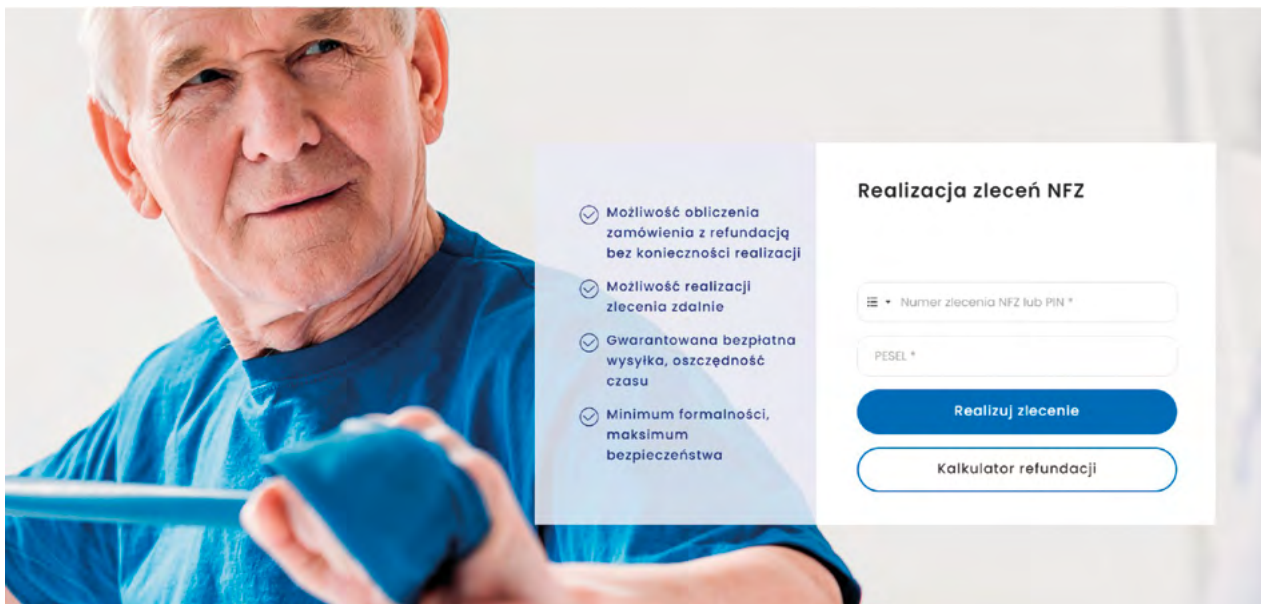 Możliwość obliczenia
zamówienia z refundacją
bez konieczności realizacji
Możliwość realizacji
zlecenia zdalnie
Gwarantowana bezpłatna
wysyłka, oszczędność
czasu
Minimum formalności,
maksimum
bezpieczeństwa
Realizacja zleceń NFZ
Numer zlecenia NFZ lub PIN *
PESEL *
Realizuj zlecenie
Kalkulator refundacji